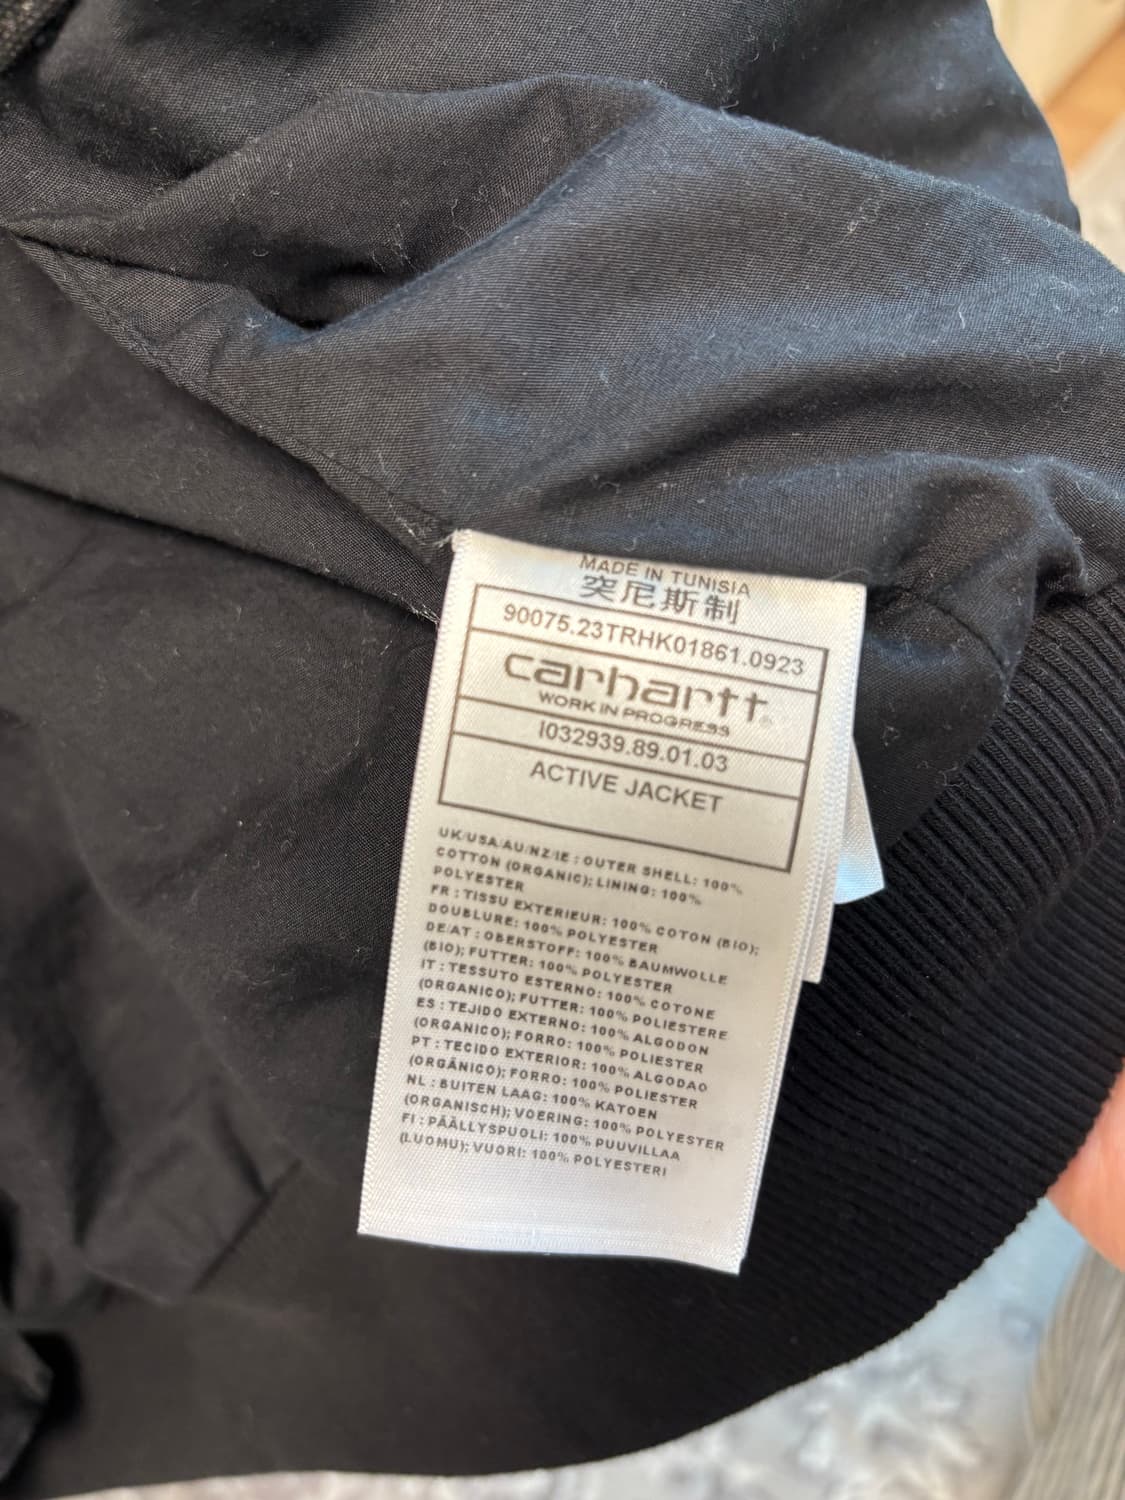 MADE IN TUNISIA
突尼斯制
90075.23TRHK01861.0923
carhartt®
WORK IN PROGRESS
I032939.89.01.03
ACTIVE JACKET
UK/USA/AU/NZ/IE : OUTER SHELL: 100%
COTTON (ORGANIC); LINING: 100%
POLYESTER
FR : TISSU EXTERIEUR: 100% COTON (BIO);
DOUBLURE: 100% POLYESTER
DE/AT : OBERSTOFF: 100% BAUMWOLLE
(BIO); FUTTER: 100% POLYESTER
IT : TESSUTO ESTERNO: 100% COTONE
(ORGANICO); FUTTER: 100% POLIESTERE
ES : TEJIDO EXTERNO: 100% ALGODON
(ORGANICO); FORRO: 100% POLIESTER
PT : TECIDO EXTERIOR: 100% ALGODAO
(ORGÂNICO); FORRO: 100% POLIESTER
NL : BUITEN LAAG: 100% KATOEN
(ORGANISCH); VOERING: 100% POLYESTER
FI : PÄÄLLYSPUOLI: 100% PUUVILLAA
(LUOMU); VUORI: 100% POLYESTERI